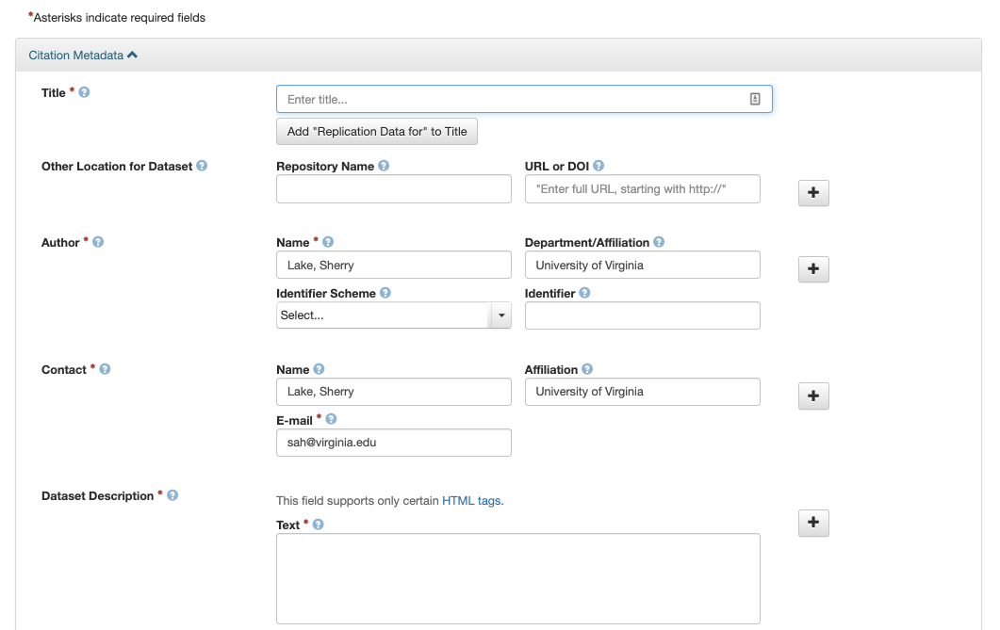 *Asterisks indicate required fields
Citation Metadata
Title *
Enter title...
Add "Replication Data for" to Title
Other Location for Dataset
Repository Name
URL or DOI
"Enter full URL, starting with http://"
Author *
Name *
Department/Affiliation
Lake, Sherry
University of Virginia
Identifier Scheme
Identifier
Select...
Contact *
Name
Affiliation
Lake, Sherry
University of Virginia
E-mail *
sah@virginia.edu
Dataset Description *
This field supports only certain HTML tags.
Text *